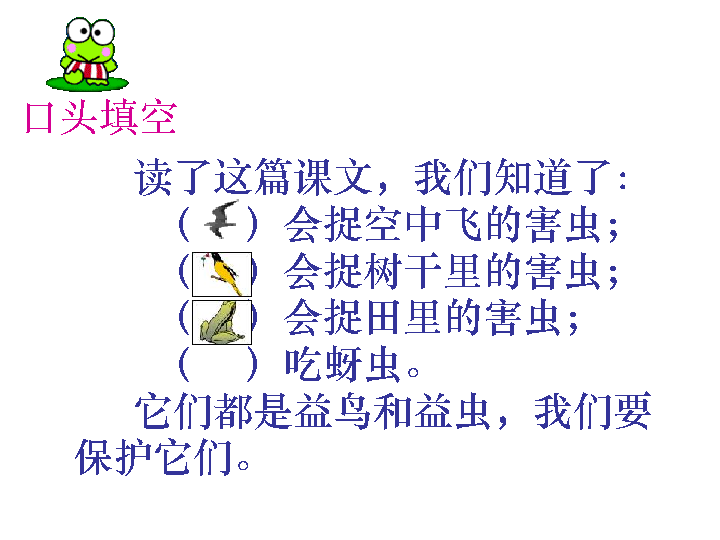 口头填空
读了这篇课文，我们知道了：
（ ）会捉空中飞的害虫；
（ ）会捉树干里的害虫；
（ ）会捉田里的害虫；
（ ）吃蚜虫。
它们都是益鸟和益虫，我们要
保护它们。